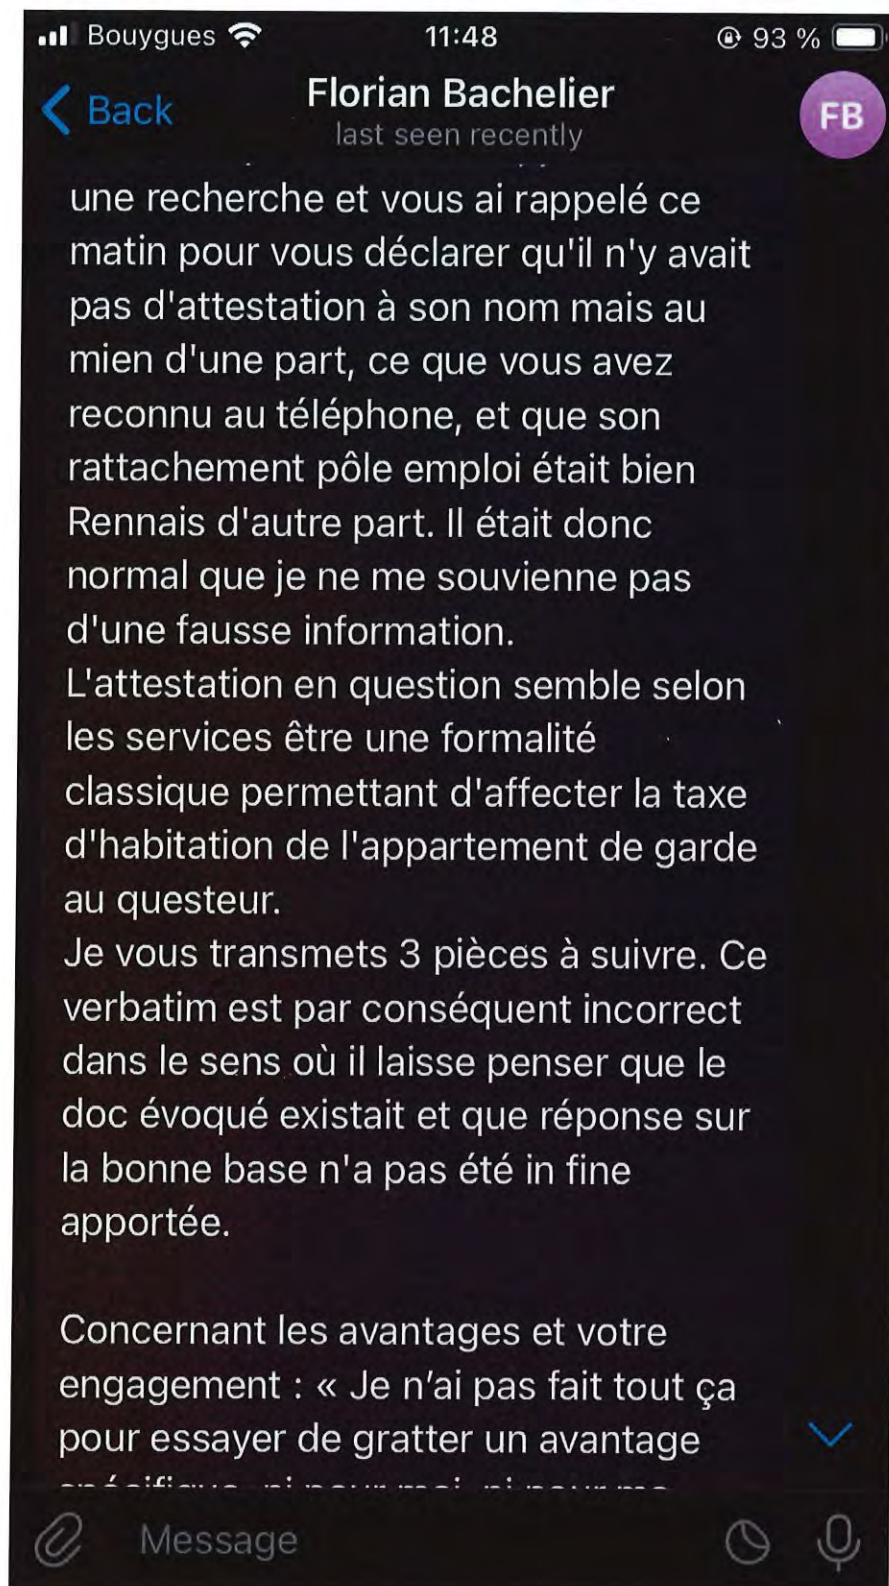 Bouygues 11:48 93 %
Back Florian Bachelier FB
last seen recently
une recherche et vous ai rappelé ce
matin pour vous déclarer qu'il n'y avait
pas d'attestation à son nom mais au
mien d'une part, ce que vous avez
reconnu au téléphone, et que son
rattachement pôle emploi était bien
Rennais d'autre part. Il était donc
normal que je ne me souvienne pas
d'une fausse information.
L'attestation en question semble selon
les services être une formalité
classique permettant d'affecter la taxe
d'habitation de l'appartement de garde
au questeur.
Je vous transmets 3 pièces à suivre. Ce
verbatim est par conséquent incorrect
dans le sens où il laisse penser que le
doc évoqué existait et que réponse sur
la bonne base n'a pas été in fine
apportée.
Concernant les avantages et votre
engagement : « Je n'ai pas fait tout ça
pour essayer de gratter un avantage
Message